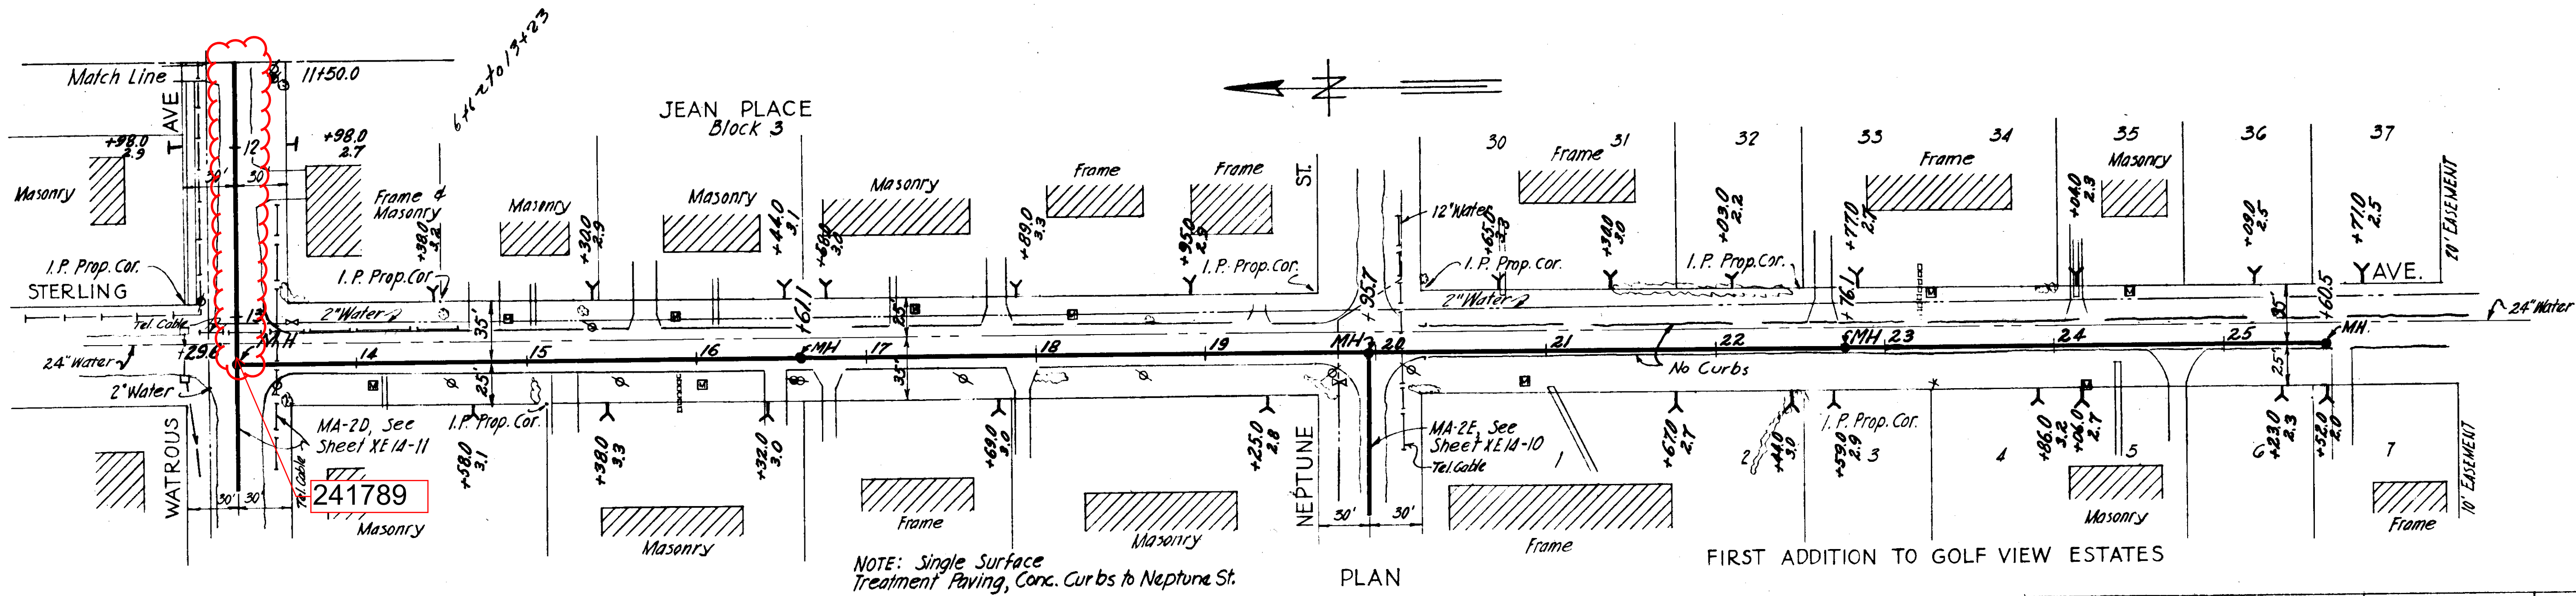 6+62 to 13+23
Match Line
11+50.0
AVE
JEAN PLACE
Block 3
+98.0
2.9
12
+98.0
2.7
30'
30'
Masonry
Frame &
Masonry
Masonry
Masonry
Masonry
Frame
Frame
ST.
30
Frame
31
32
33
Frame
34
35
Masonry
36
37
20' EASEMENT
+38.0
3.2
+30.0
2.9
+44.0
3.1
+58.0
3.0
+89.0
3.3
+95.0
2.9
12" Water
+65.0
2.8
+30.0
3.0
+03.0
2.2
+77.0
2.7
+04.0
2.3
+09.0
2.5
+71.0
2.5
I.P. Prop. Cor.
STERLING
I.P. Prop. Cor.
I.P. Prop. Cor.
I.P. Prop. Cor.
I.P. Prop. Cor.
AVE.
Tel. Cable
13
2" Water
35'
+61.1
25'
+95.7
2" Water
+76.1
35'
+60.5
24" Water
24" Water
+29.6
MH
14
15
16
MH
17
18
19
MH
20
21
22
MH
23
24
25
MH.
2" Water
25'
35'
No Curbs
25'
WATROUS
MA-2D, See
Sheet XE1A-11
I.P. Prop. Cor.
Tel. Cable
+58.0
3.1
+38.0
3.3
+32.0
3.0
+69.0
3.0
+25.0
2.8
NEPTUNE
MA-2E, See
Sheet XE1A-10
Tel. Cable
1
+67.0
2.7
2
+44.0
3.0
I.P. Prop. Cor.
+59.0
2.9
3
4
+86.0
3.2
+06.0
2.7
5
6
+23.0
2.3
+52.0
2.0
7
10' EASEMENT
241789
30'
30'
Masonry
Masonry
Frame
Masonry
30'
30'
Frame
Masonry
Frame
NOTE: Single Surface
Treatment Paving, Conc. Curbs to Neptune St.
PLAN
FIRST ADDITION TO GOLF VIEW ESTATES